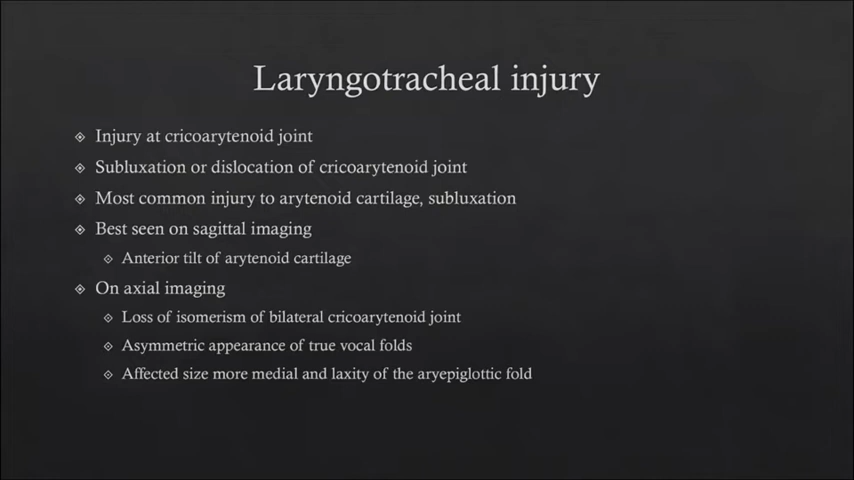 Laryngotracheal injury
Injury at cricoarytenoid joint
Subluxation or dislocation of cricoarytenoid joint
Most common injury to arytenoid cartilage, subluxation
Best seen on sagittal imaging
Anterior tilt of arytenoid cartilage
On axial imaging
Loss of isomerism of bilateral cricoarytenoid joint
Asymmetric appearance of true vocal folds
Affected size more medial and laxity of the aryepiglottic fold